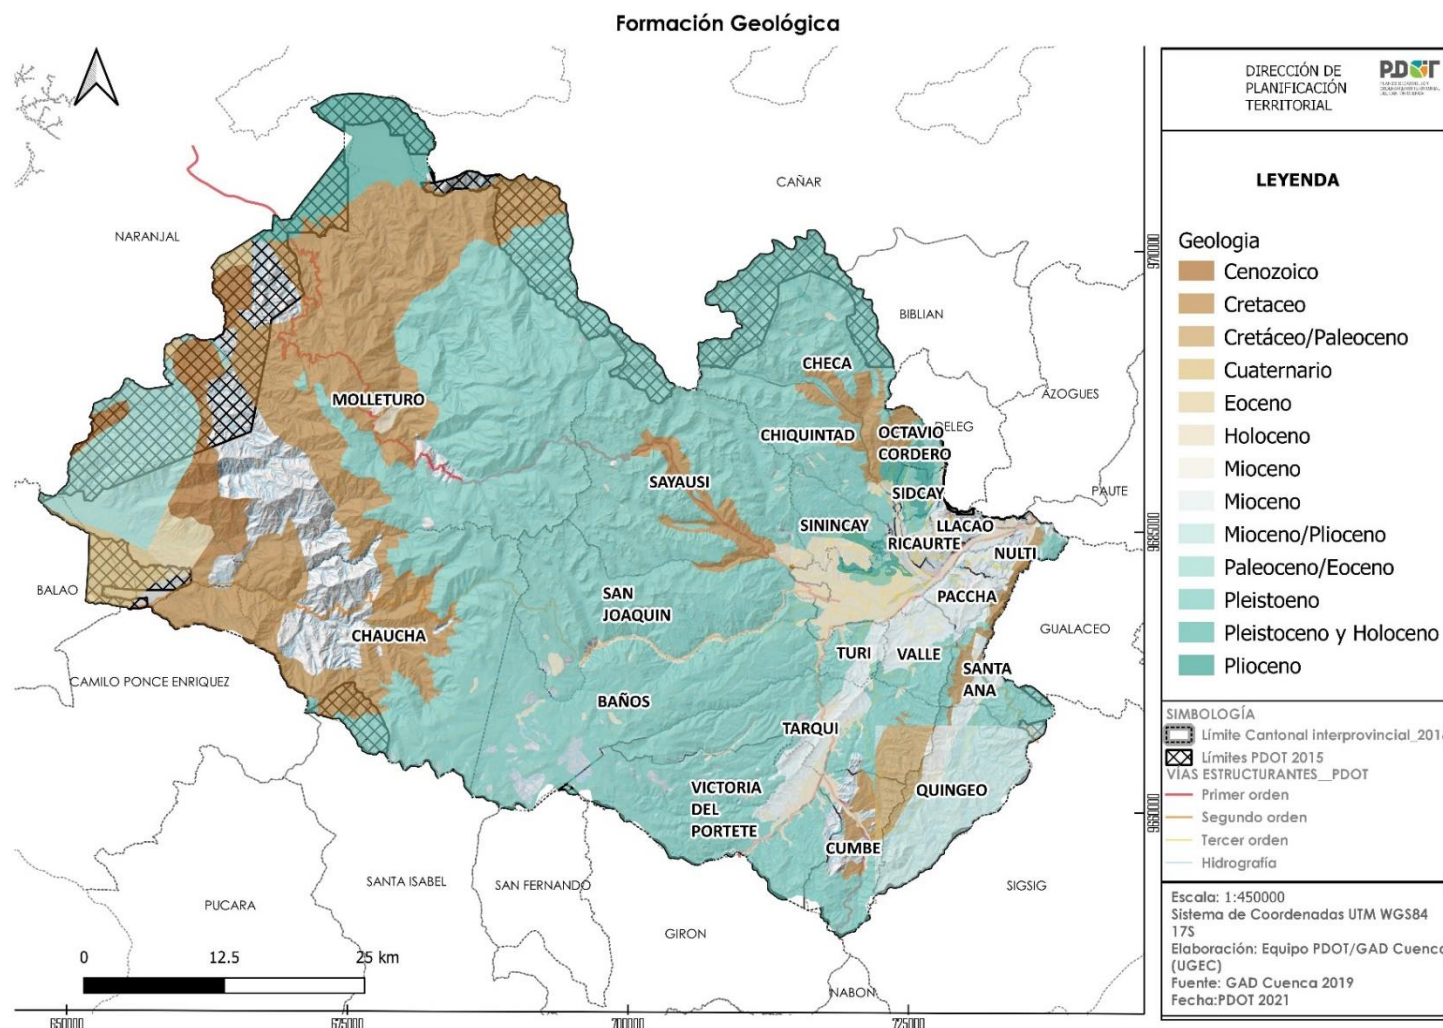 Formación Geológica
DIRECCIÓN DE
PLANIFICACIÓN
TERRITORIAL
PDOT
LEYENDA
Geologia
Cenozoico
Cretaceo
Cretáceo/Paleoceno
Cuaternario
Eoceno
Holoceno
Mioceno
Mioceno
Mioceno/Plioceno
Paleoceno/Eoceno
Pleistoeno
Pleistoceno y Holoceno
Plioceno
SIMBOLOGÍA
Límite Cantonal interprovincial_201
Límites PDOT 2015
VÍAS ESTRUCTURANTES__PDOT
Primer orden
Segundo orden
Tercer orden
Hidrografía
Escala: 1:450000
Sistema de Coordenadas UTM WGS84
17S
Elaboración: Equipo PDOT/GAD Cuenca
(UGEC)
Fuente: GAD Cuenca 2019
Fecha:PDOT 2021
CAÑAR
NARANJAL
BIBLIAN
AZOGUES
DELEG
PAUTE
GUALACEO
SIGSIG
NABON
GIRON
SAN FERNANDO
SANTA ISABEL
PUCARA
CAMILO PONCE ENRIQUEZ
BALAO
MOLLETURO
CHAUCHA
SAYAUSI
CHECA
CHIQUINTAD
OCTAVIO
CORDERO
SIDCAY
SININCAY
LLACAO
RICAURTE
NULTI
PACCHA
SAN
JOAQUIN
TURI
VALLE
SANTA
ANA
BAÑOS
TARQUI
VICTORIA
DEL
PORTETE
QUINGEO
CUMBE
0
12.5
25 km
650000
675000
700000
725000
9710000
9685000
9660000